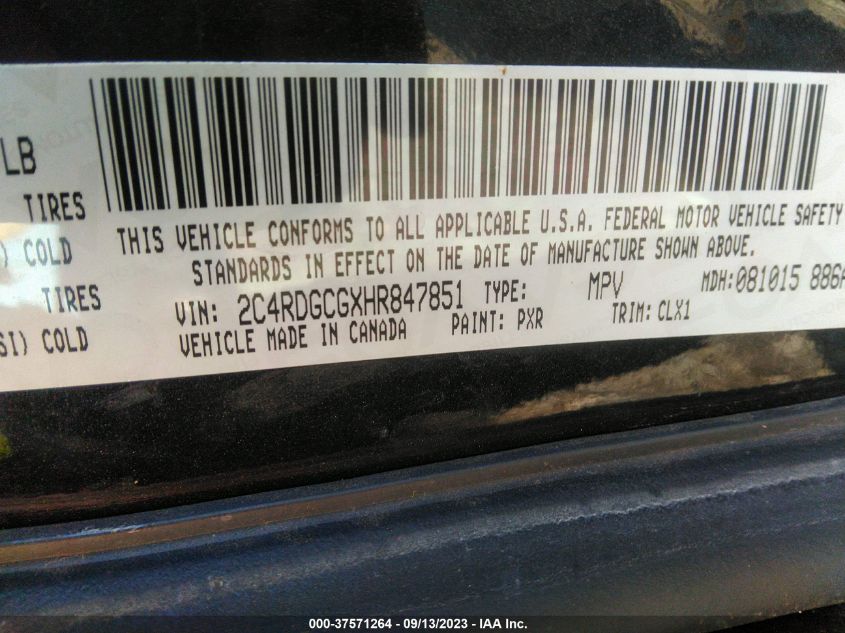 LB
TIRES
) COLD
TIRES
SI) COLD
THIS VEHICLE CONFORMS TO ALL APPLICABLE U.S.A. FEDERAL MOTOR VEHICLE SAFETY
STANDARDS IN EFFECT ON THE DATE OF MANUFACTURE SHOWN ABOVE.
VIN: 2C4RDGCGXHR847851 TYPE: MPV MDH:081015 886A
VEHICLE MADE IN CANADA PAINT: PXR TRIM: CLX1
000-37571264 - 09/13/2023 - IAA Inc.